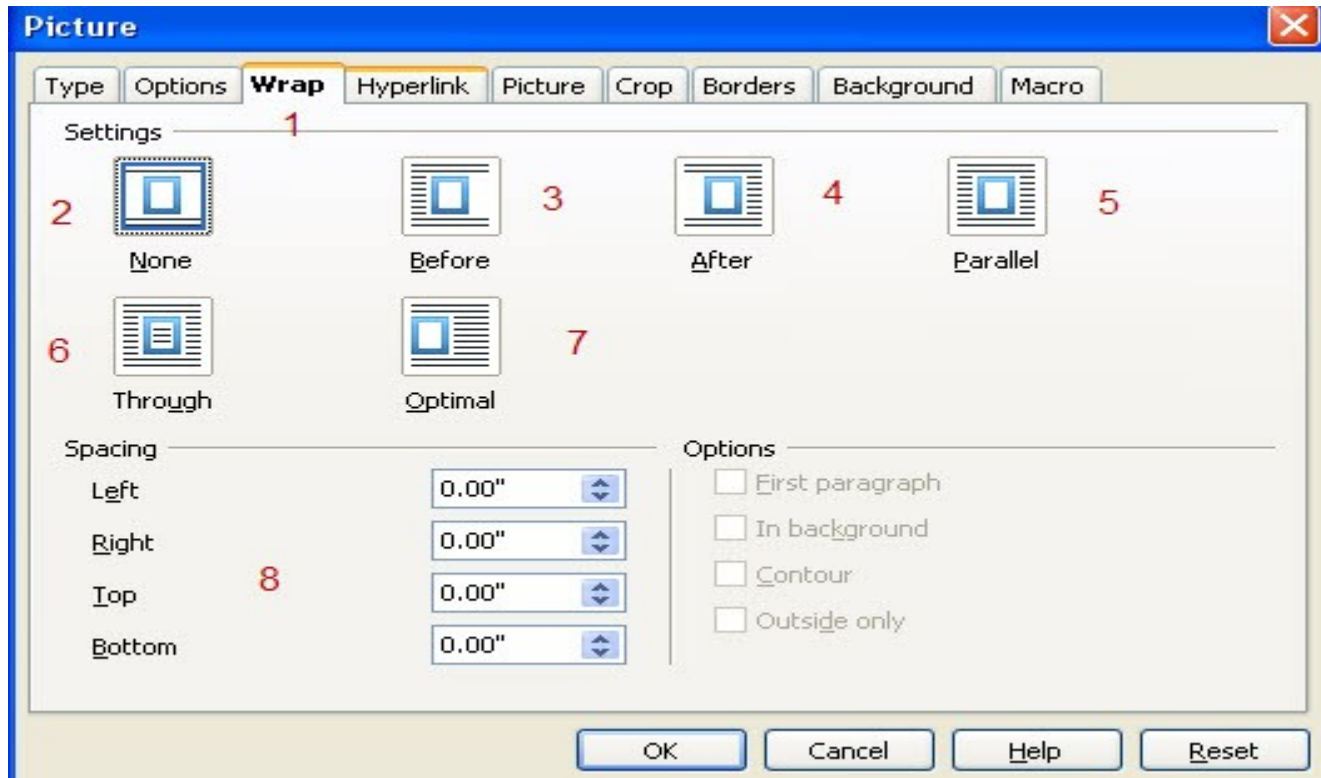 Picture
Type Options Wrap Hyperlink Picture Crop Borders Background Macro
1
Settings
2 3 4 5
None Before After Parallel
6 7
Through Optimal
Spacing Options
Left 0.00" First paragraph
Right 0.00" In background
8
Top 0.00" Contour
Bottom 0.00" Outside only
OK Cancel Help Reset